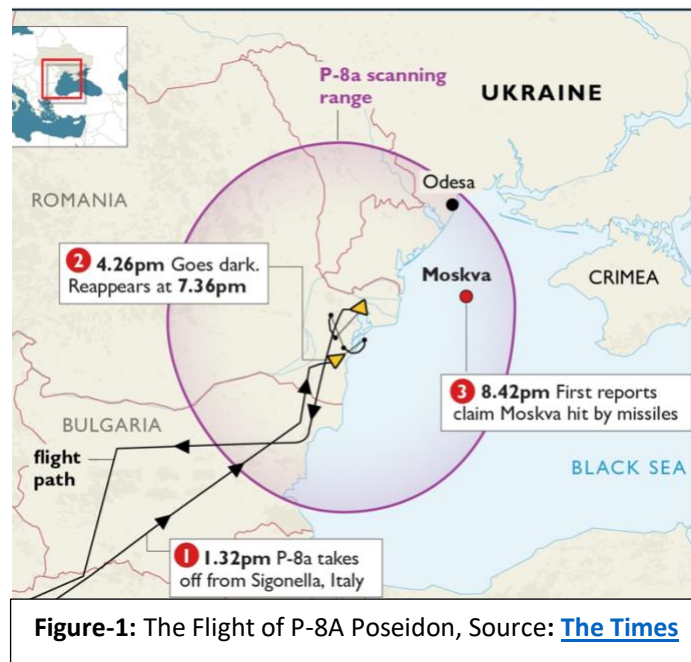 P-8a scanning
range
UKRAINE
Odesa
ROMANIA
2 4.26pm Goes dark.
Reappears at 7.36pm
Moskva
CRIMEA
3 8.42pm First reports
claim Moskva hit by missiles
BULGARIA
flight
path
BLACK SEA
1 1.32pm P-8a takes
off from Sigonella, Italy
Figure-1: The Flight of P-8A Poseidon, Source: The Times